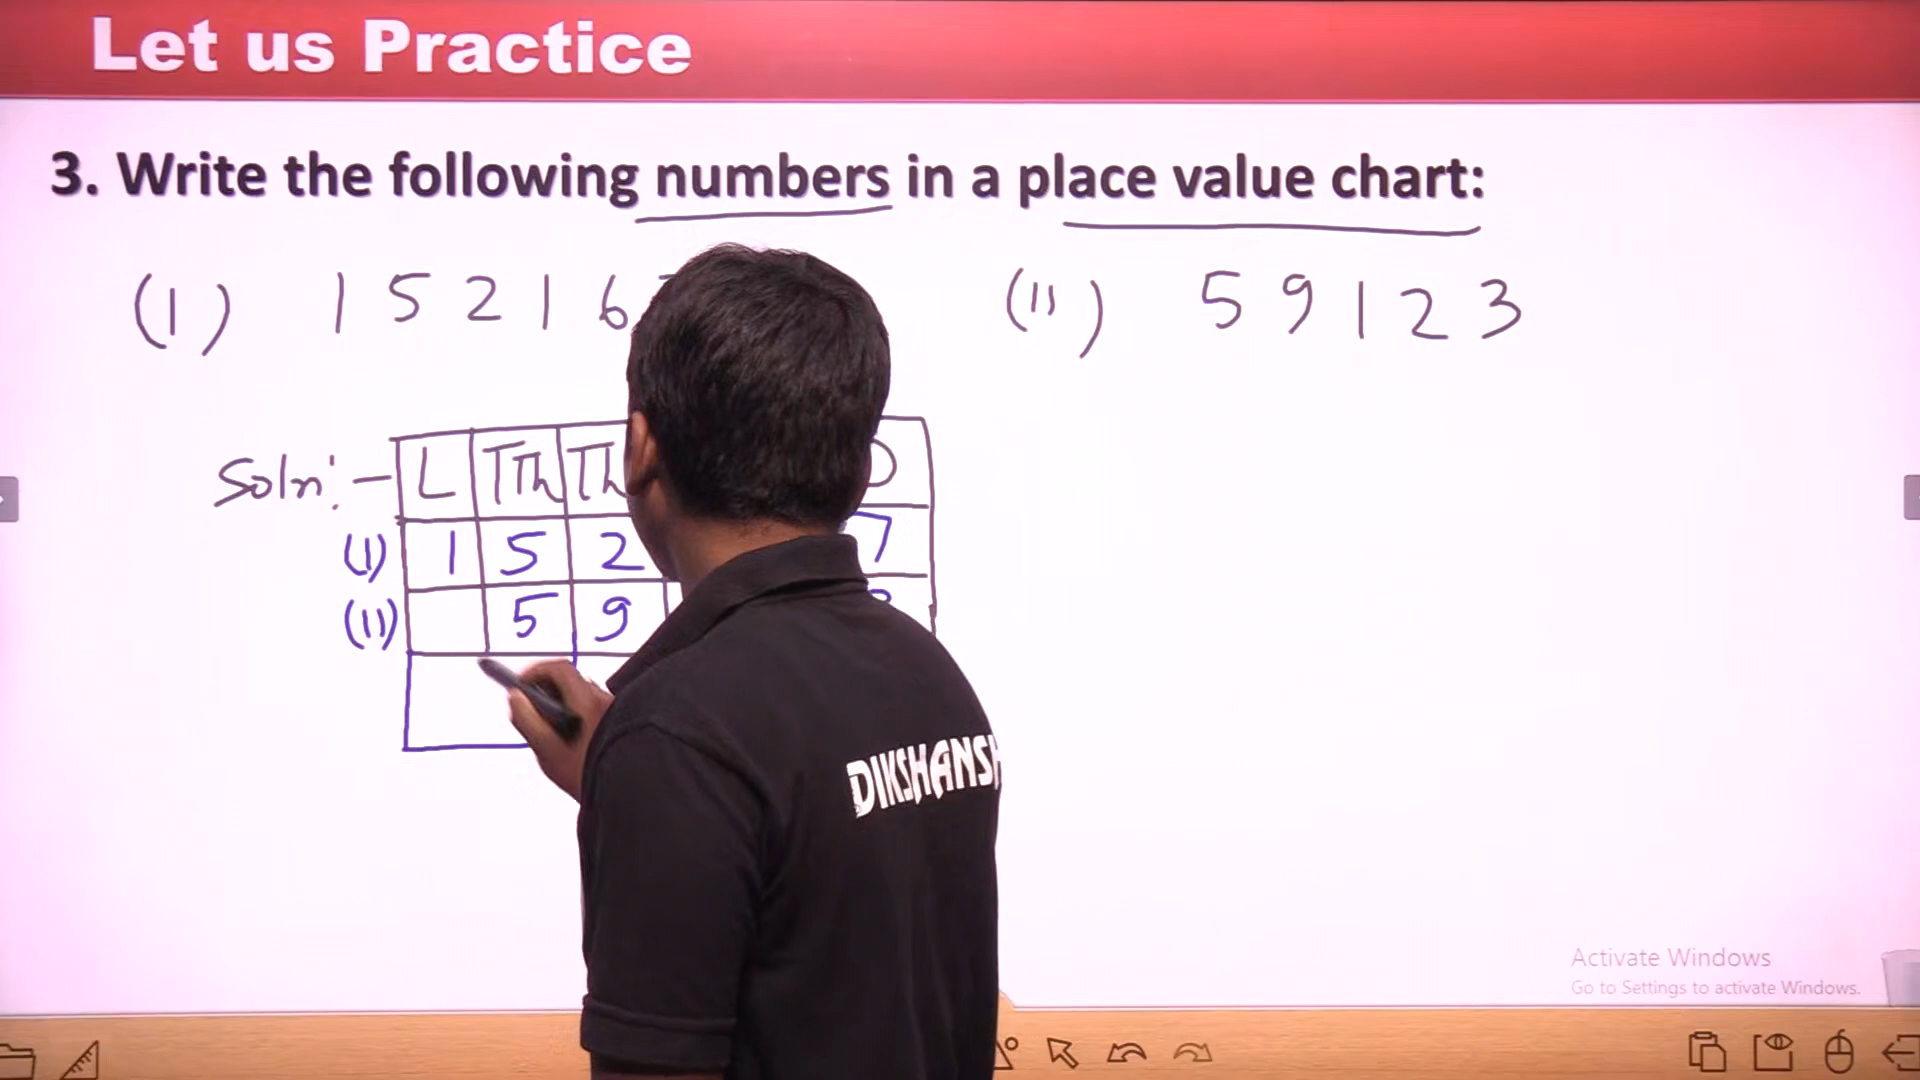 Let us Practice
3. Write the following numbers in a place value chart:
(I) 1 5 2 1 6
(II) 5 9 1 2 3
Soln:- L TTh Th O
(I) 1 5 2 7
(II) 5 9
DIKSHANSH
Activate Windows
Go to Settings to activate Windows.